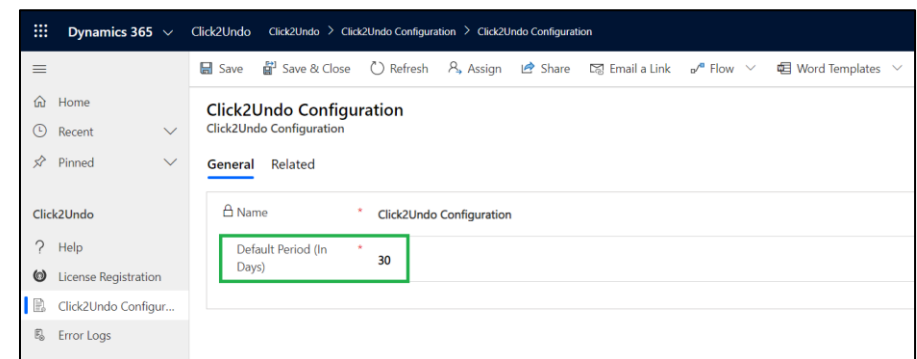 Dynamics 365 Click2Undo Click2Undo > Click2Undo Configuration > Click2Undo Configuration
Save Save & Close Refresh Assign Share Email a Link Flow Word Templates
Home
Recent
Pinned
Click2Undo
Help
License Registration
Click2Undo Configur...
Error Logs
Click2Undo Configuration
Click2Undo Configuration
General Related
Name * Click2Undo Configuration
Default Period (In * 30
Days)